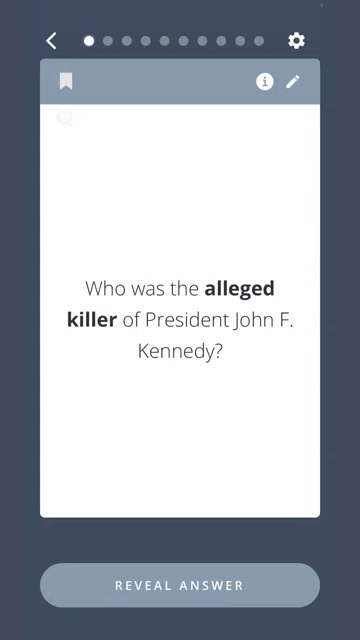 Who was the alleged
killer of President John F.
Kennedy?
REVEAL ANSWER